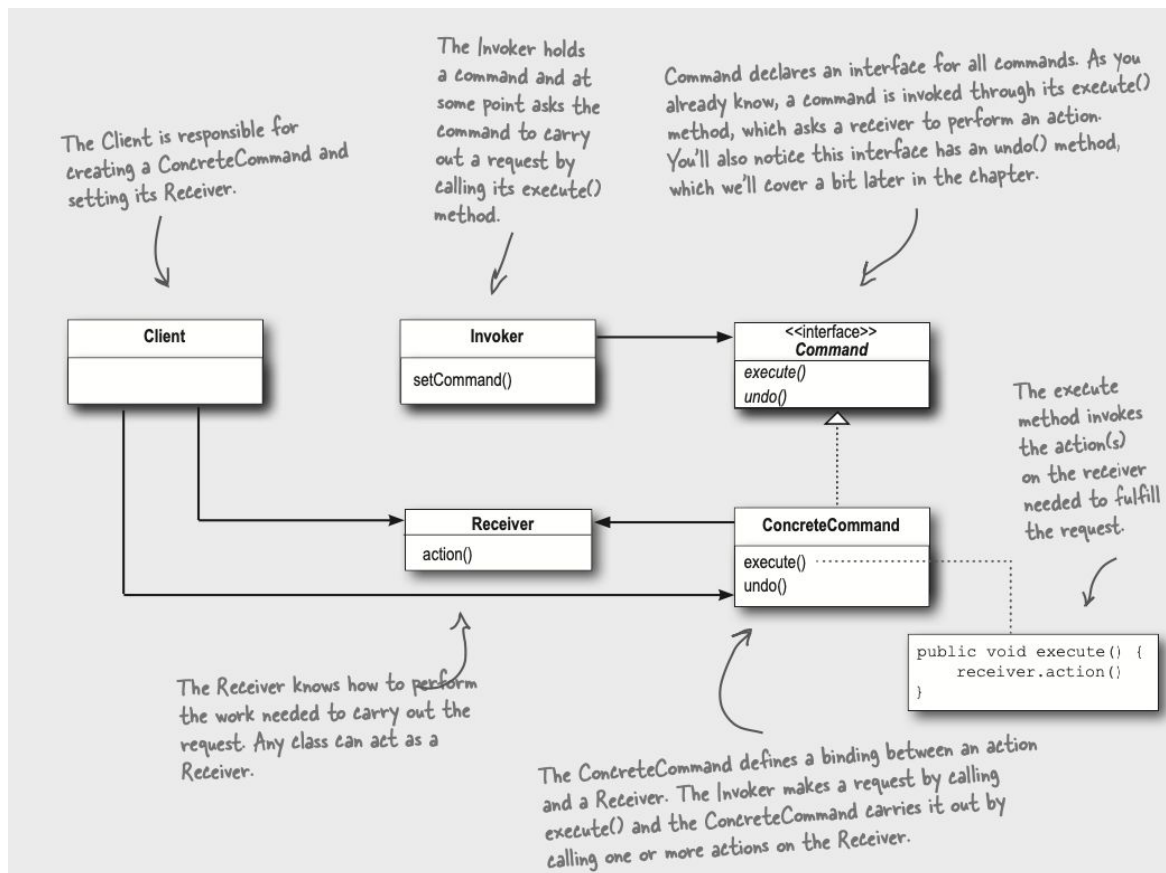 The Client is responsible for
creating a ConcreteCommand and
setting its Receiver.
The Invoker holds
a command and at
some point asks the
command to carry
out a request by
calling its execute()
method.
Command declares an interface for all commands. As you
already know, a command is invoked through its execute()
method, which asks a receiver to perform an action.
You'll also notice this interface has an undo() method,
which we'll cover a bit later in the chapter.
Client
Invoker
setCommand()
<<interface>>
Command
execute()
undo()
The execute
method invokes
the action(s)
on the receiver
needed to fulfill
the request.
Receiver
action()
ConcreteCommand
execute()
undo()
public void execute() {
receiver.action()
}
The Receiver knows how to perform
the work needed to carry out the
request. Any class can act as a
Receiver.
The ConcreteCommand defines a binding between an action
and a Receiver. The Invoker makes a request by calling
execute() and the ConcreteCommand carries it out by
calling one or more actions on the Receiver.